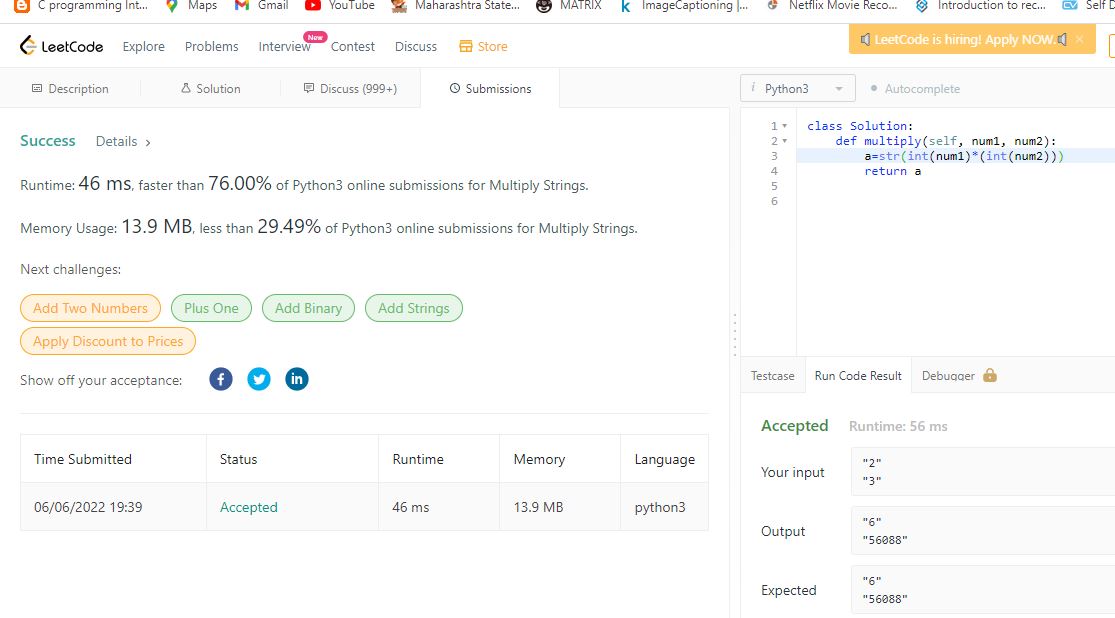 C programming Int... Maps Gmail YouTube Maharashtra State... MATRIX ImageCaptioning |... Netflix Movie Reco... Introduction to rec... Self D
LeetCode Explore Problems Interview New Contest Discuss Store LeetCode is hiring! Apply NOW. ×
Description Solution Discuss (999+) Submissions
i Python3 Autocomplete
Success Details >
Runtime: 46 ms, faster than 76.00% of Python3 online submissions for Multiply Strings.
Memory Usage: 13.9 MB, less than 29.49% of Python3 online submissions for Multiply Strings.
Next challenges:
Add Two Numbers Plus One Add Binary Add Strings
Apply Discount to Prices
Show off your acceptance:
Time Submitted Status Runtime Memory Language
06/06/2022 19:39 Accepted 46 ms 13.9 MB python3
1 class Solution:
2 def multiply(self, num1, num2):
3 a=str(int(num1)*(int(num2)))
4 return a
5
6
Testcase Run Code Result Debugger
Accepted Runtime: 56 ms
Your input
"2"
"3"
Output
"6"
"56088"
Expected
"6"
"56088"